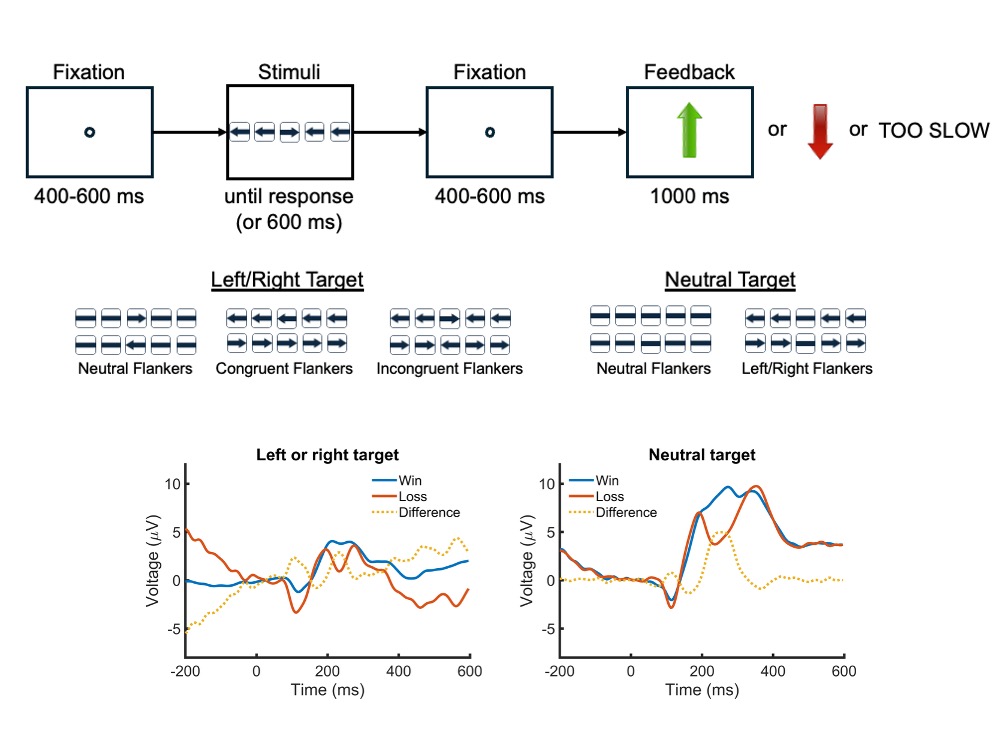 Fixation
Stimuli
Fixation
Feedback
or
or
TOO SLOW
400-600 ms
until response
(or 600 ms)
400-600 ms
1000 ms
Left/Right Target
Neutral Target
Neutral Flankers
Congruent Flankers
Incongruent Flankers
Neutral Flankers
Left/Right Flankers
Left or right target
Win
Loss
Difference
10
5
0
-5
Voltage (μV)
-200
0
200
400
600
Time (ms)
Neutral target
Win
Loss
Difference
10
5
0
-5
Voltage (μV)
-200
0
200
400
600
Time (ms)